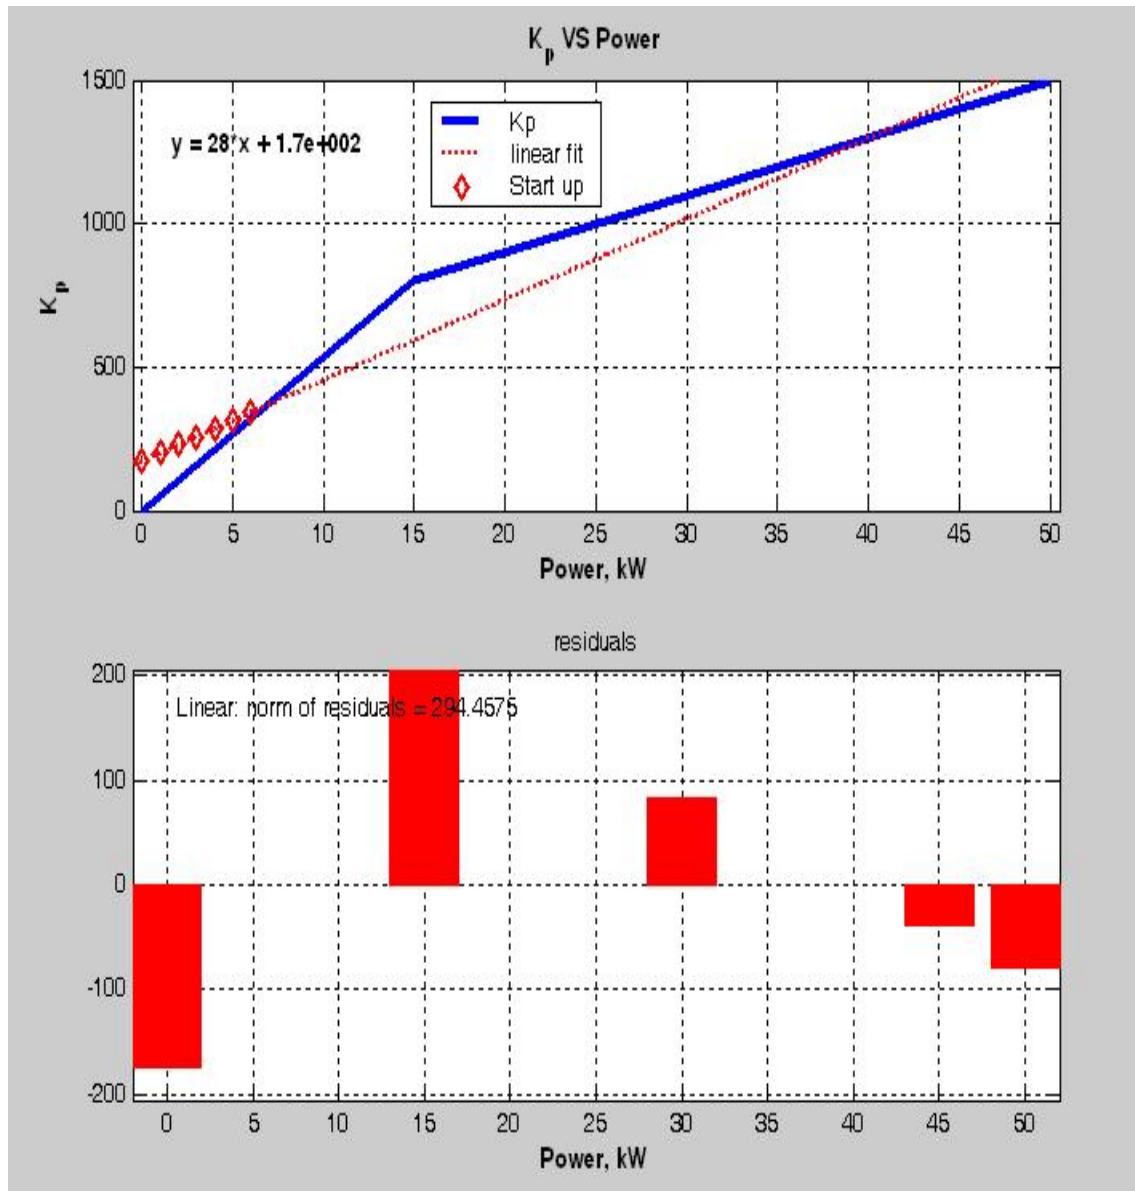 K_p VS Power
1500
1000
500
0
y = 28*x + 1.7e+002
Kp
linear fit
Start up
K_p
0 5 10 15 20 25 30 35 40 45 50
Power, kW
residuals
200
100
0
-100
-200
Linear: norm of residuals = 294.4575
0 5 10 15 20 25 30 35 40 45 50
Power, kW